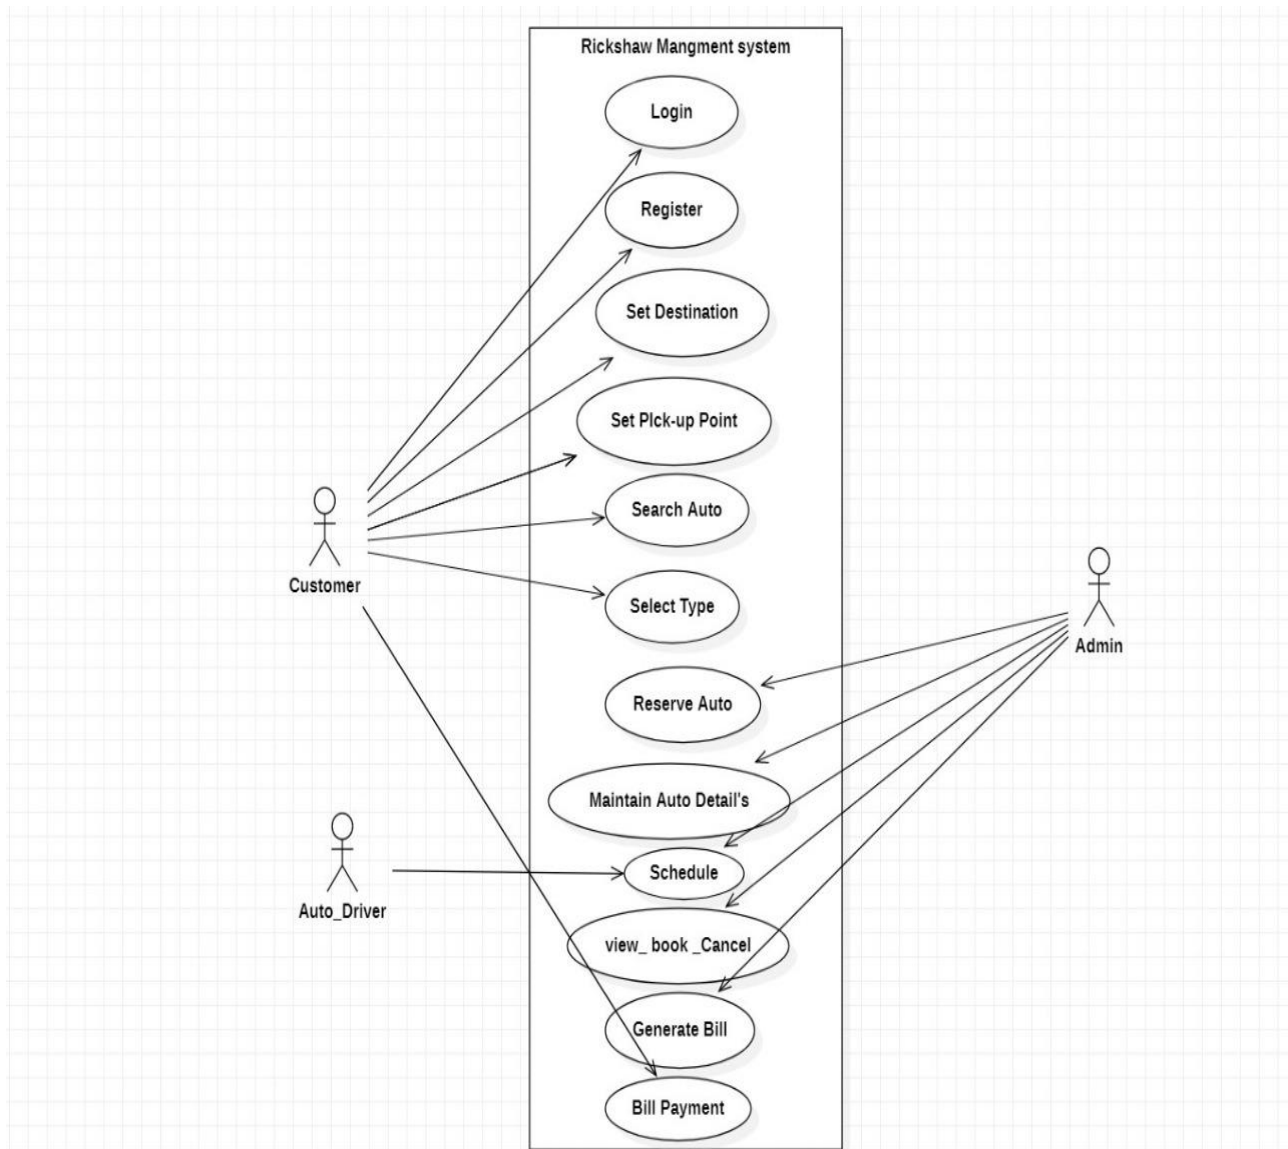 Rickshaw Mangment system
Login
Register
Set Destination
Set PIck-up Point
Search Auto
Customer
Select Type
Admin
Reserve Auto
Maintain Auto Detail's
Schedule
Auto_Driver
view_ book _Cancel
Generate Bill
Bill Payment